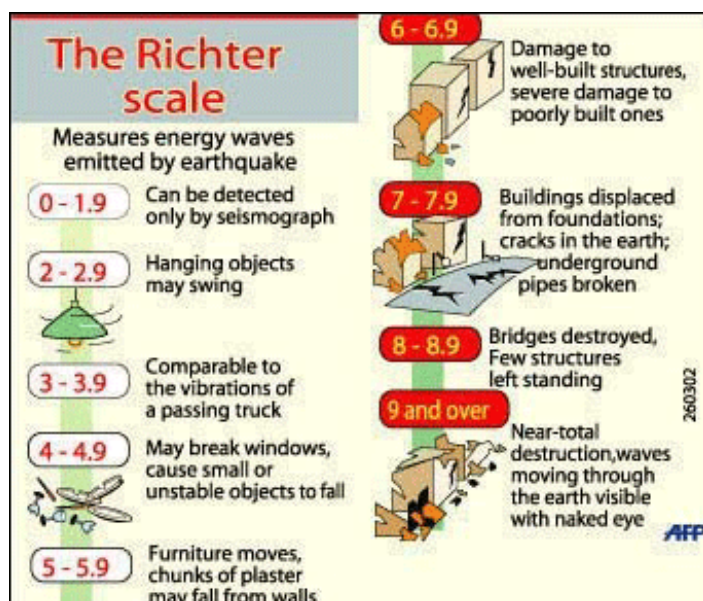 The Richter
scale
Measures energy waves
emitted by earthquake
0 - 1.9
Can be detected
only by seismograph
2 - 2.9
Hanging objects
may swing
3 - 3.9
Comparable to
the vibrations of
a passing truck
4 - 4.9
May break windows,
cause small or
unstable objects to fall
5 - 5.9
Furniture moves,
chunks of plaster
may fall from walls
6 - 6.9
Damage to
well-built structures,
severe damage to
poorly built ones
7 - 7.9
Buildings displaced
from foundations;
cracks in the earth;
underground
pipes broken
8 - 8.9
Bridges destroyed,
Few structures
left standing
9 and over
Near-total
destruction,waves
moving through
the earth visible
with naked eye
260302
AFP